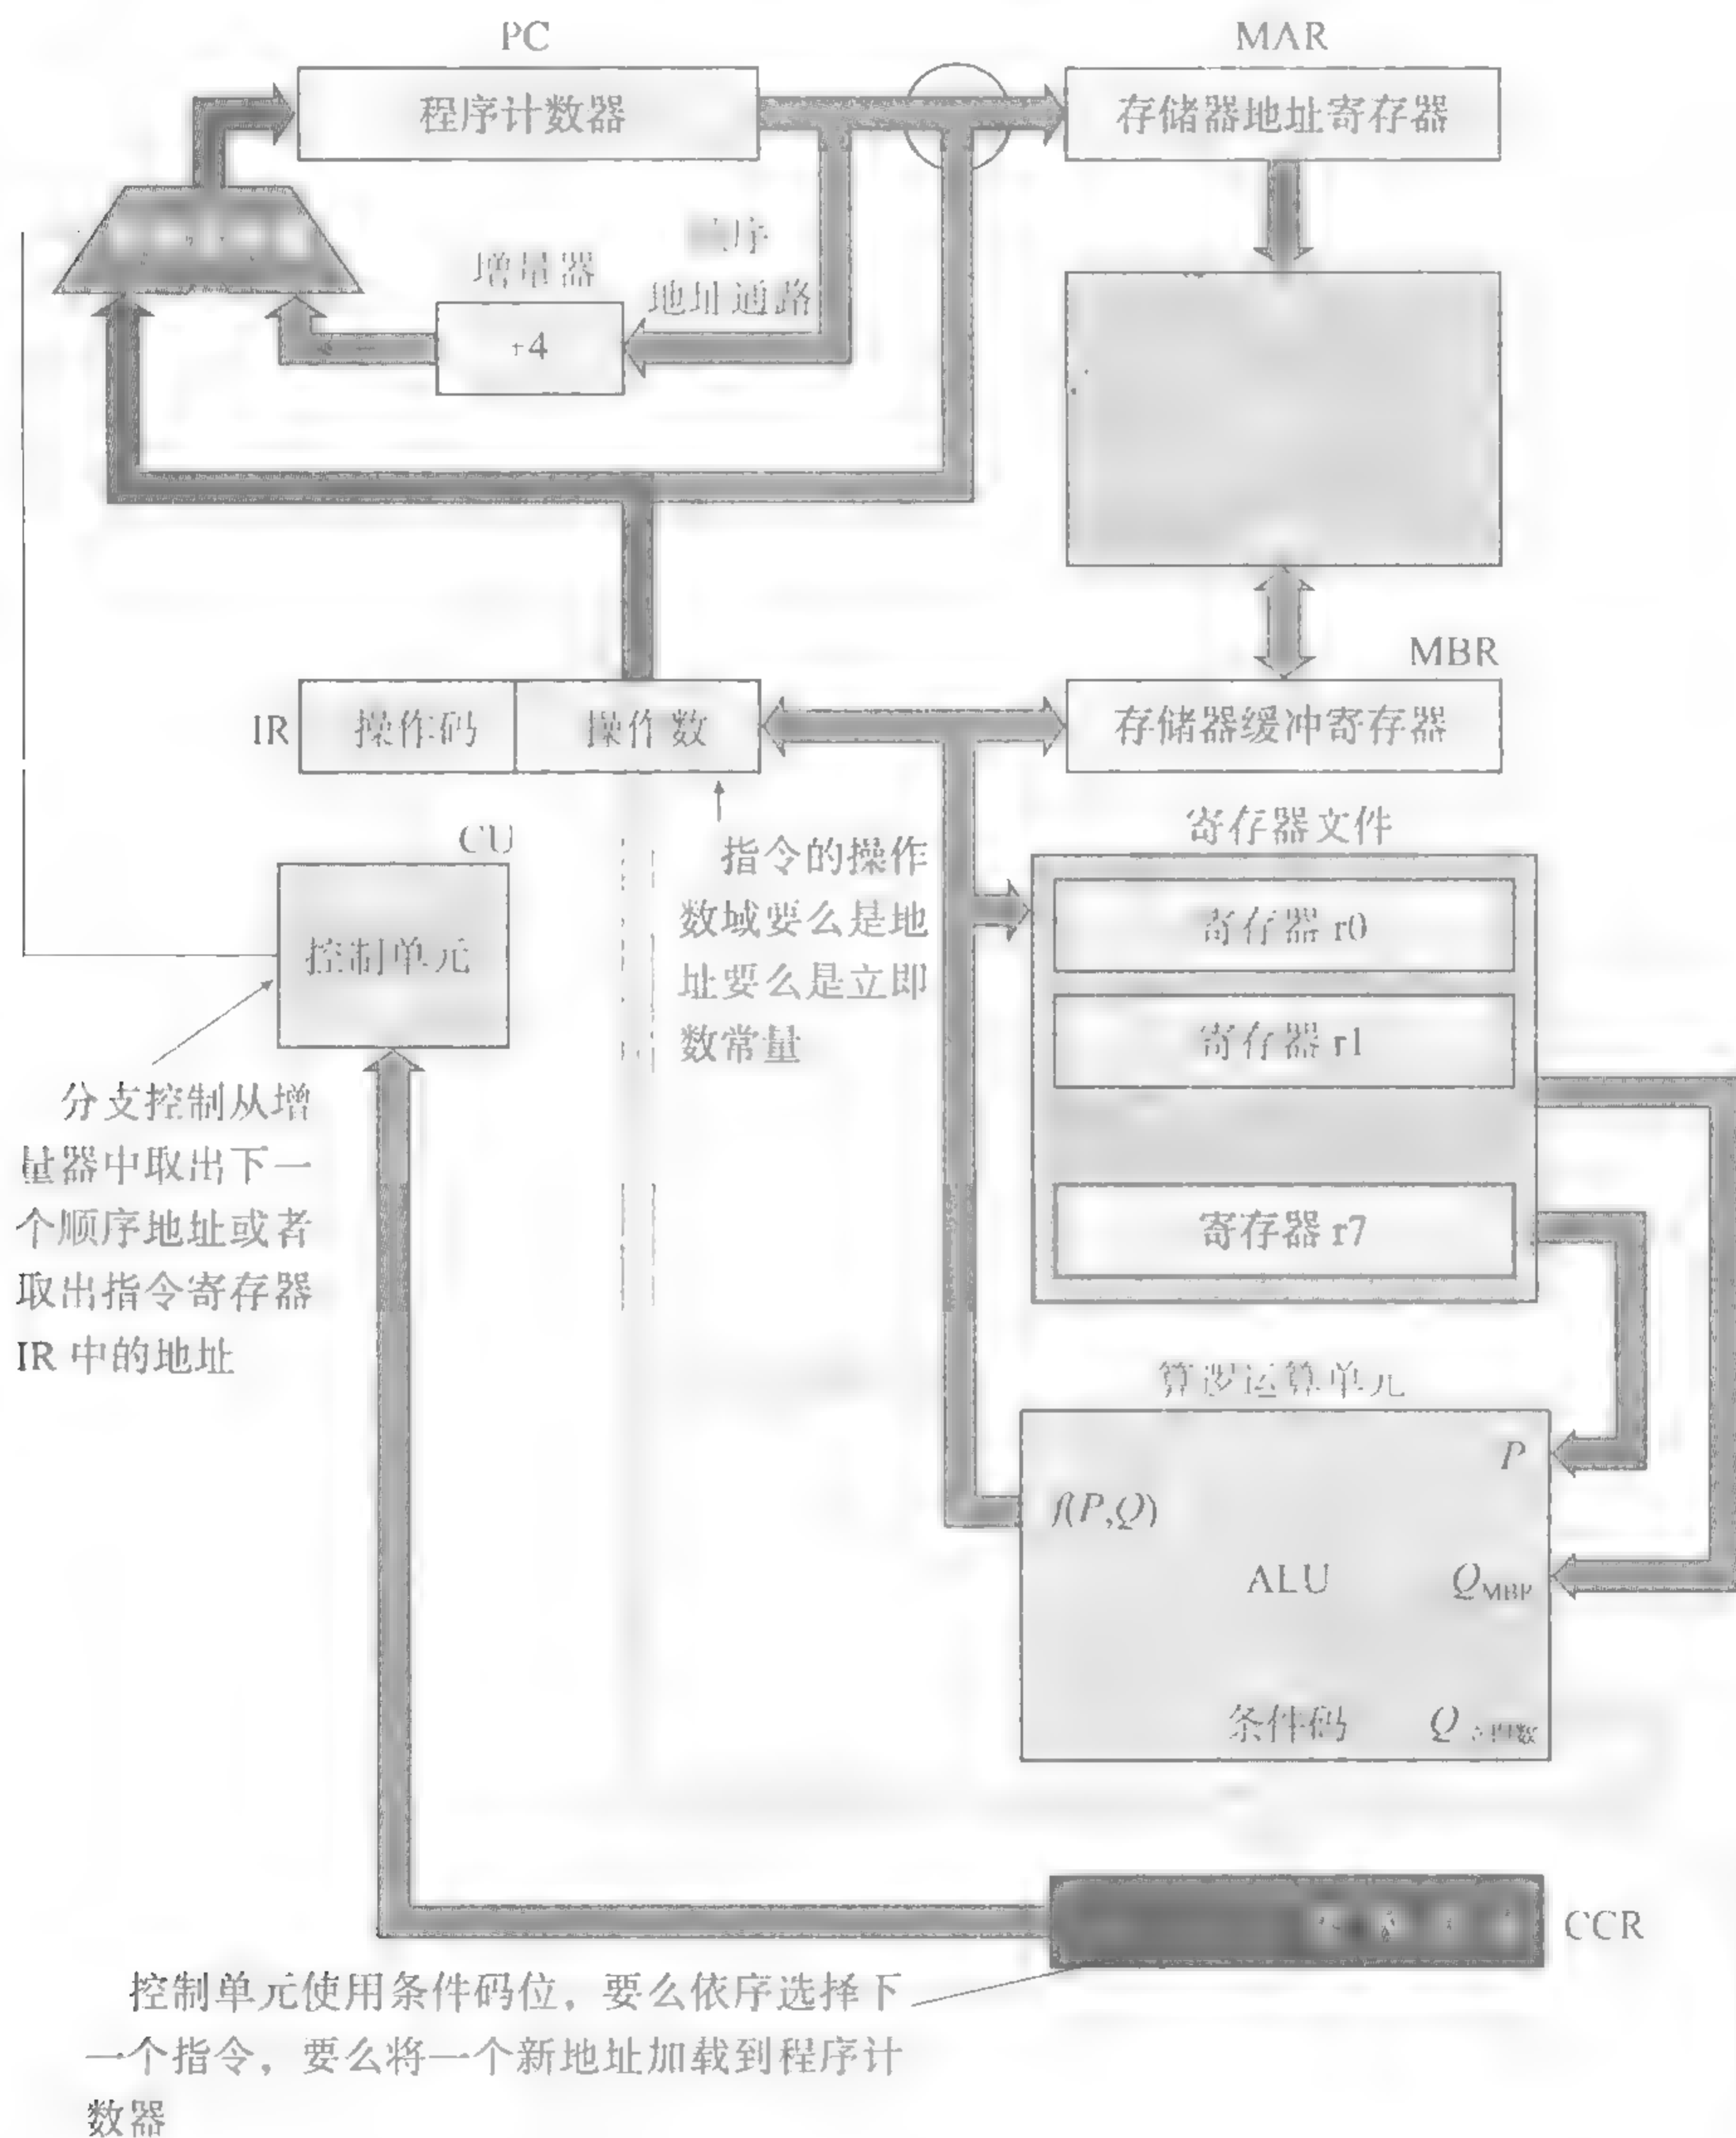 PC
MAR
程序计数器
存储器地址寄存器
序
增量器
地址通路
+4
MBR
IR
操作码
操作数
存储器缓冲寄存器
CU
寄存器文件
控制单元
指令的操作
数域要么是地
址要么是立即
数常量
寄存器 r0
寄存器 r1
寄存器 r7
分支控制从增
量器中取出下一
个顺序地址或者
取出指令寄存器
IR 中的地址
算逻运算单元
P
f(P,Q)
ALU
Q
条件码
Q
CCR
控制单元使用条件码位，要么依序选择下
一个指令，要么将一个新地址加载到程序计
数器